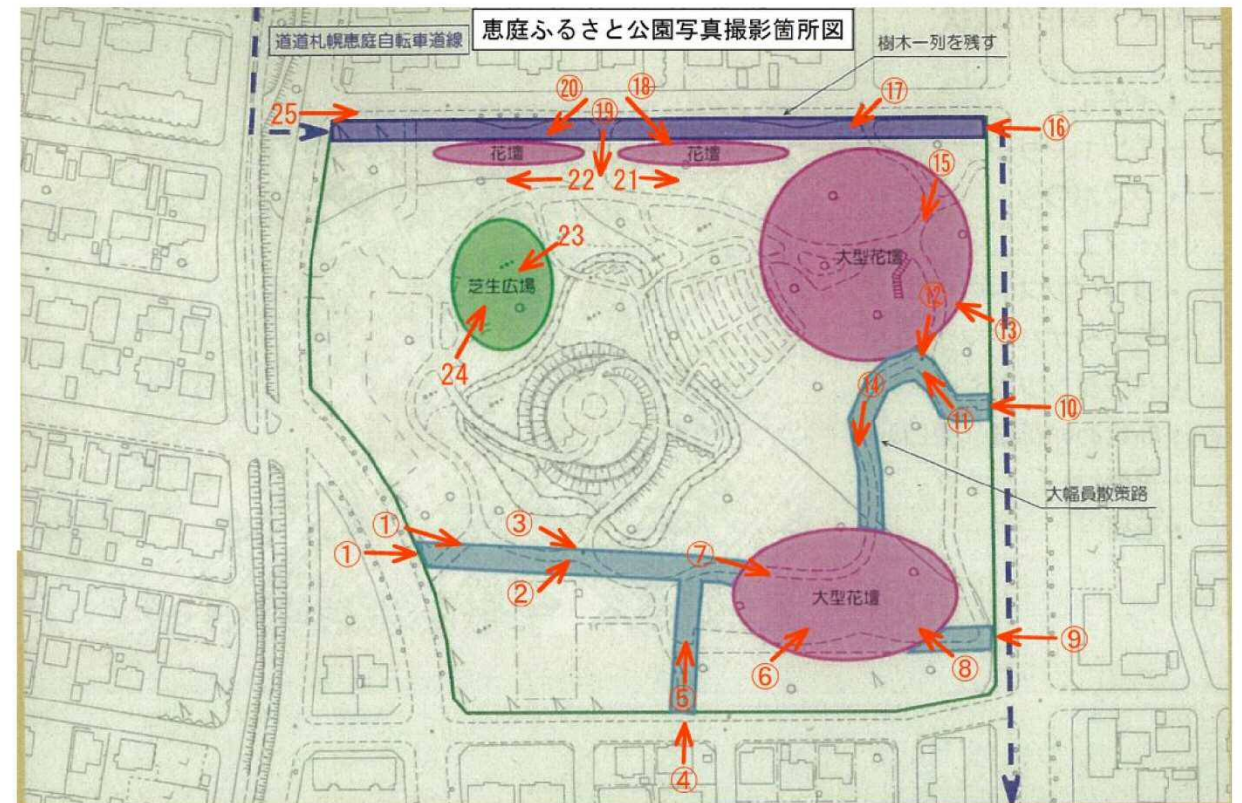 恵庭ふるさと公園写真撮影箇所図
道道札幌恵庭自転車道線
樹木一列を残す
25
⑳
⑱
⑰
⑲
⑯
花壇
花壇
⑮
22
21
23
大型花壇
芝生広場
⑫
⑬
24
⑭
⑩
⑪
大幅員散策路
①
③
①
⑦
②
大型花壇
⑨
⑥
⑧
⑤
④